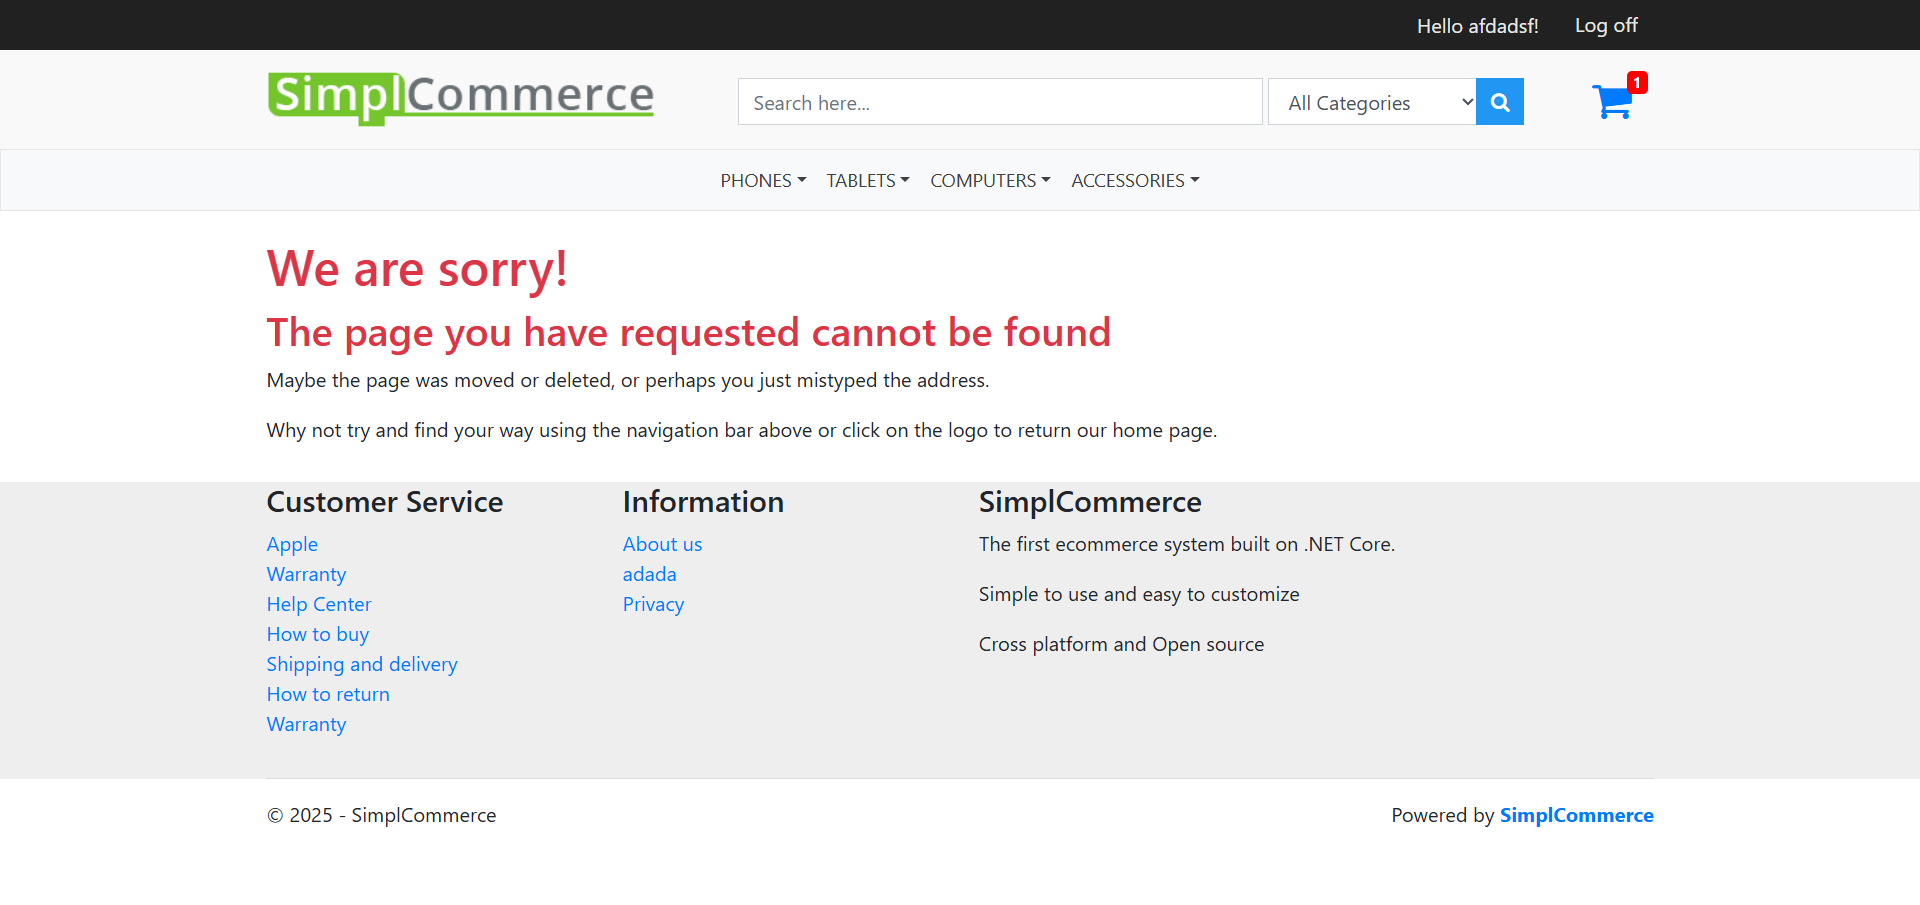 Hello afdadsf! Log off
SimplCommerce
Search here... All Categories
1
PHONES TABLETS COMPUTERS ACCESSORIES
We are sorry!
The page you have requested cannot be found
Maybe the page was moved or deleted, or perhaps you just mistyped the address.
Why not try and find your way using the navigation bar above or click on the logo to return our home page.
Customer Service
Apple
Warranty
Help Center
How to buy
Shipping and delivery
How to return
Warranty
Information
About us
adada
Privacy
SimplCommerce
The first ecommerce system built on .NET Core.
Simple to use and easy to customize
Cross platform and Open source
© 2025 - SimplCommerce
Powered by SimplCommerce